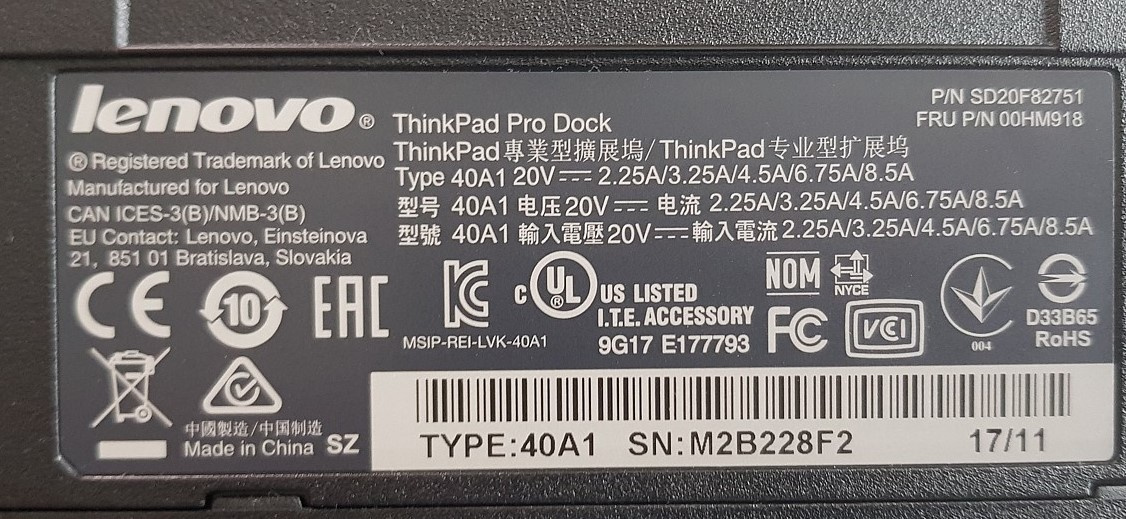 lenovo®
® Registered Trademark of Lenovo
Manufactured for Lenovo
CAN ICES-3(B)/NMB-3(B)
EU Contact: Lenovo, Einsteinova
21, 851 01 Bratislava, Slovakia
P/N SD20F82751
FRU P/N 00HM918
ThinkPad Pro Dock
ThinkPad專業型擴展塢/ThinkPad专业型扩展坞
Type 40A1 20V⎓ 2.25A/3.25A/4.5A/6.75A/8.5A
型号 40A1 电压20V⎓ 电流 2.25A/3.25A/4.5A/6.75A/8.5A
型號 40A1 輸入電壓20V⎓輸入電流2.25A/3.25A/4.5A/6.75A/8.5A
CE
10
EAC
KC
MSIP-REI-LVK-40A1
c UL® US LISTED
I.T.E. ACCESSORY
9G17 E177793
NOM
NYCE
FC
VCCI
004
D33B65
RoHS
中國製造/中国制造
Made in China SZ
TYPE:40A1 SN:M2B228F2 17/11